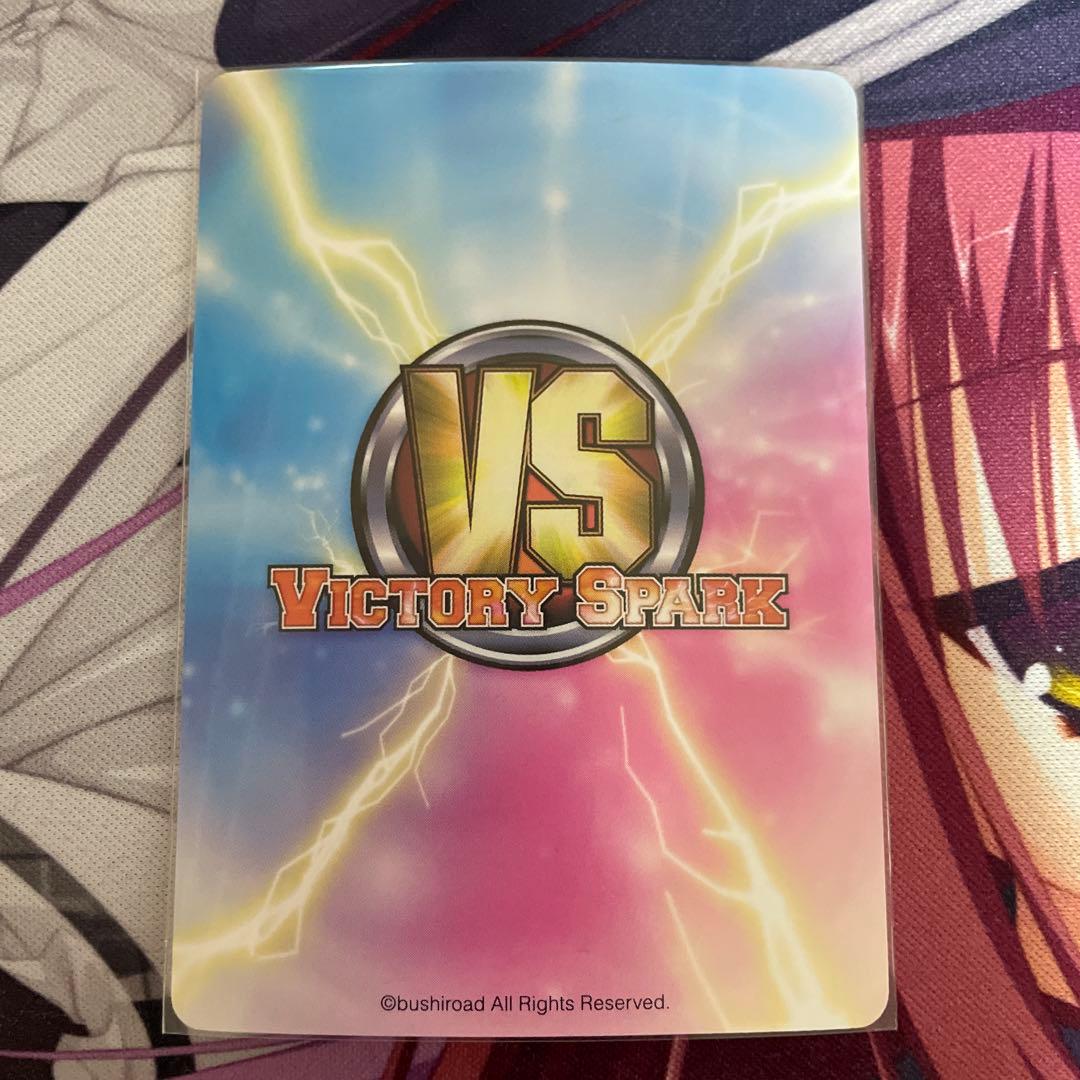 VS
VICTORY SPARK
©bushiroad All Rights Reserved.